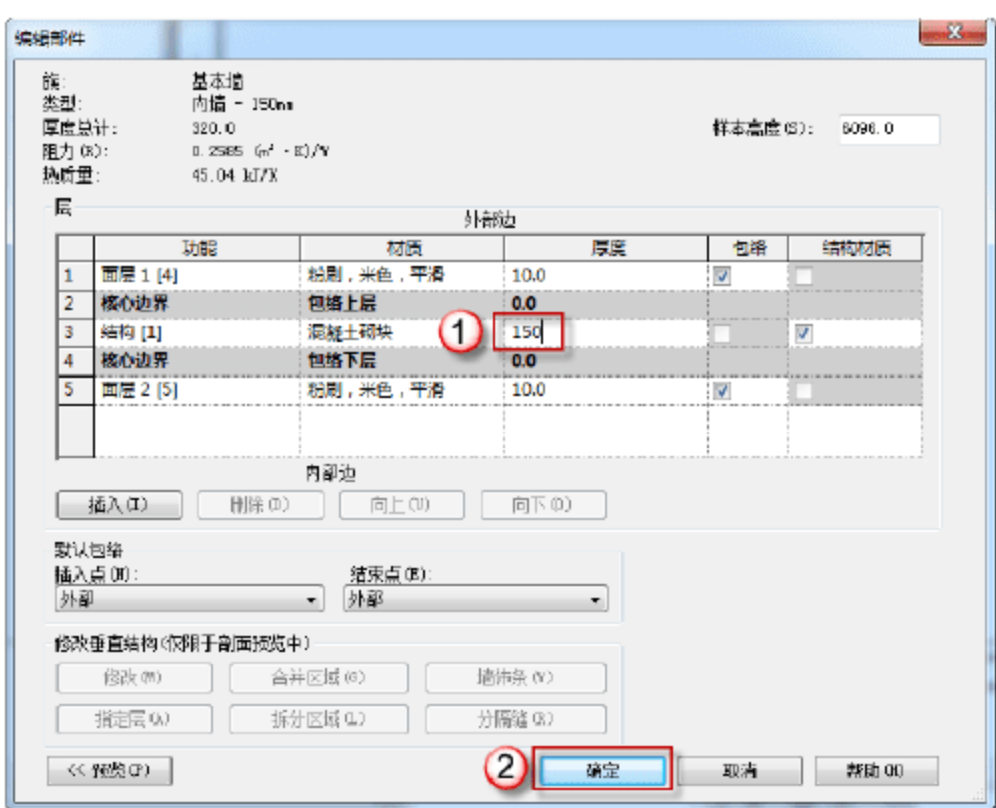 编辑部件
族: 基本墙
类型: 内墙 - 150mm
厚度总计: 320.0 样本高度(S): 6096.0
阻力(R): 0.2585 (m²·K)/W
热质量: 45.04 kJ/K
层
外部边
功能 材质 厚度 包络 结构材质
1 面层 1 [4] 粉刷，米色，平滑 10.0
2 核心边界 包络上层 0.0
3 结构 [1] 混凝土砌块 1 150
4 核心边界 包络下层 0.0
5 面层 2 [5] 粉刷，米色，平滑 10.0
内部边
插入(I) 删除(D) 向上(U) 向下(O)
默认包络
插入点(N): 结束点(E):
外部 外部
修改垂直结构(仅限于剖面预览中)
修改(M) 合并区域(G) 墙饰条(W)
指定层(A) 拆分区域(L) 分隔缝(R)
<< 预览(P) 2 确定 取消 帮助(H)